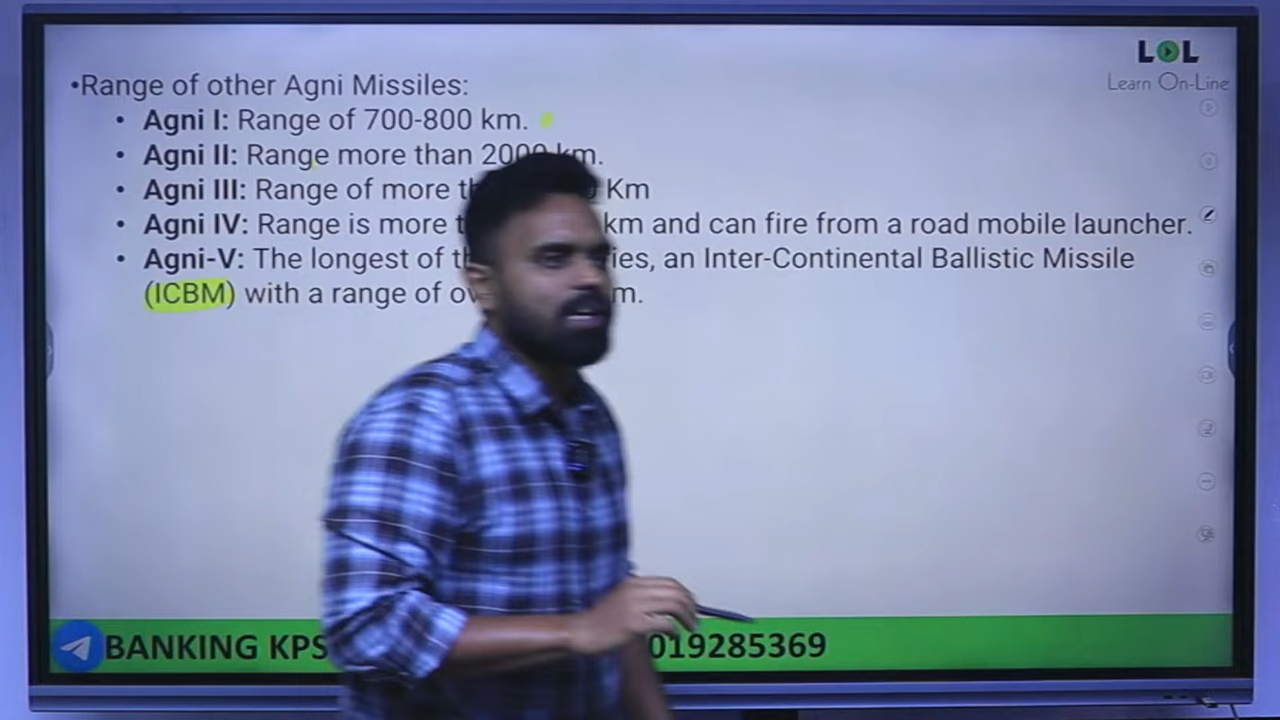 LOL
Learn On-Line
•Range of other Agni Missiles:
• Agni I: Range of 700-800 km.
• Agni II: Range more than 2000 km.
• Agni III: Range of more Km
• Agni IV: Range is more km and can fire from a road mobile launcher.
• Agni-V: The longest of an Inter-Continental Ballistic Missile
(ICBM) with a range of
BANKING KPS 019285369